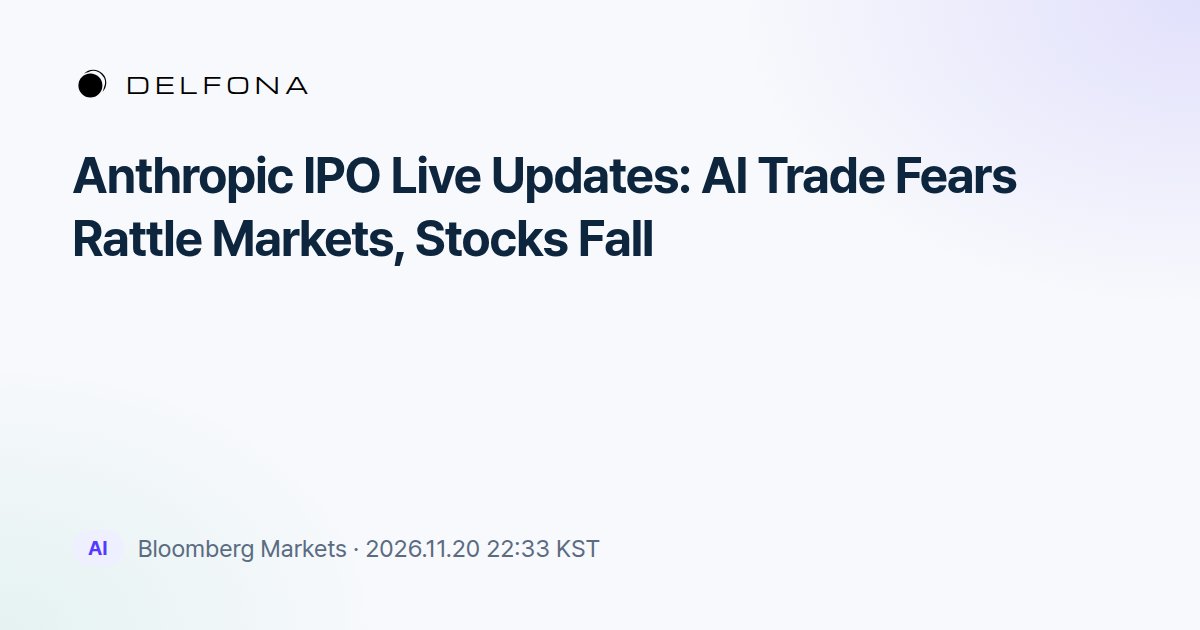 DELFONA
Anthropic IPO Live Updates: AI Trade Fears
Rattle Markets, Stocks Fall
AI Bloomberg Markets · 2026.11.20 22:33 KST